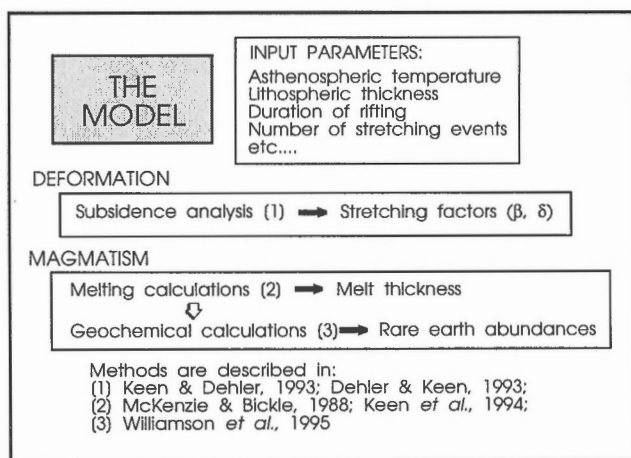 THE
MODEL
INPUT PARAMETERS:
Asthenospheric temperature
Lithospheric thickness
Duration of rifting
Number of stretching events
etc....
DEFORMATION
Subsidence analysis (1) ➡ Stretching factors (β, δ)
MAGMATISM
Melting calculations (2) ➡ Melt thickness
⇩
Geochemical calculations (3) ➡ Rare earth abundances
Methods are described in:
(1) Keen & Dehler, 1993; Dehler & Keen, 1993;
(2) McKenzie & Bickle, 1988; Keen et al., 1994;
(3) Williamson et al., 1995